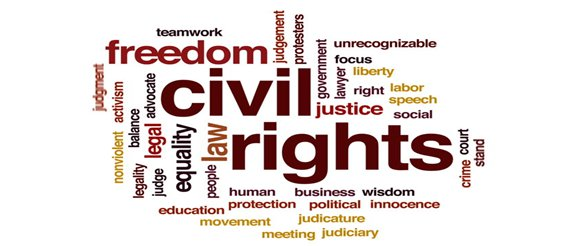 teamwork
freedom
judgement
protesters
unrecognizable
focus
government
lawyer
liberty
judgment
activism
advocate
civil
right
labor
speech
justice
social
balance
legal
nonviolent
legality
judge
equality
law
people
rights
crime
court
stand
human
business
wisdom
protection
political
innocence
education
movement
judicature
meeting
judiciary